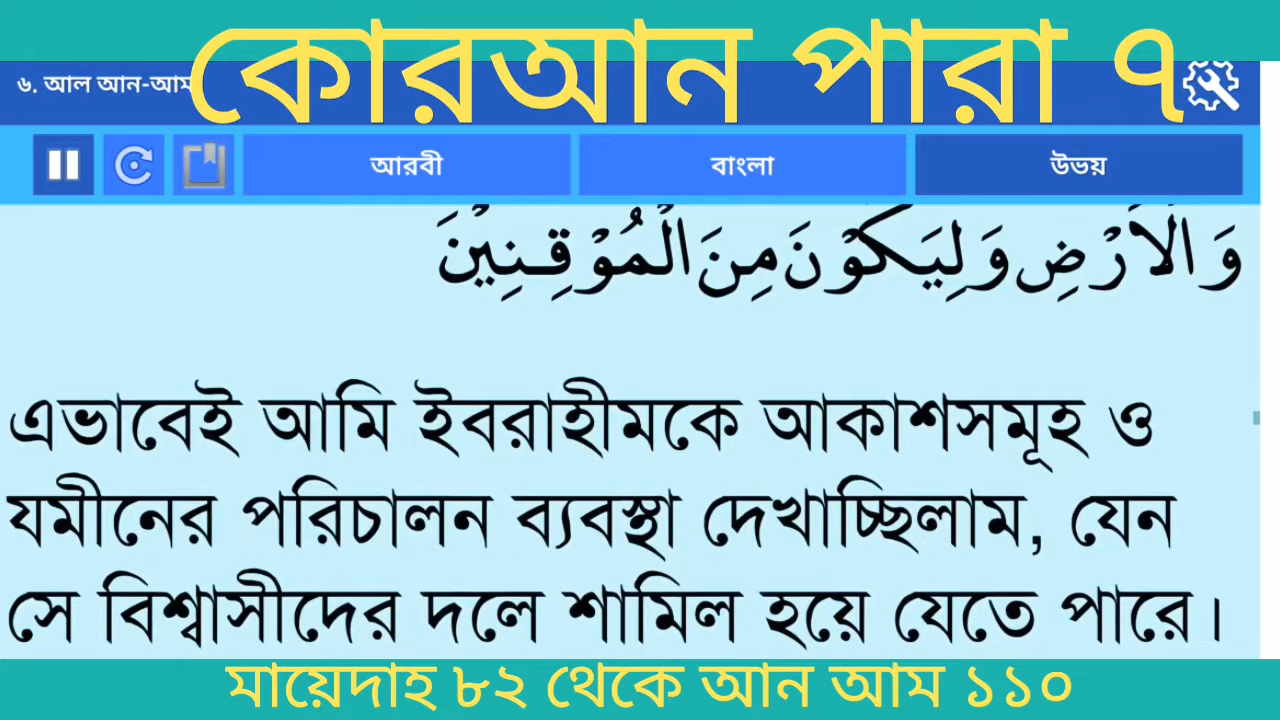 কোরআন পারা ৭
৬. আল আন-আম
আরবী বাংলা উভয়
وَالْاَرْضِ وَلِيَكُوْنَ مِنَ الْمُوْقِنِيْنَ
এভাবেই আমি ইবরাহীমকে আকাশসমূহ ও
যমীনের পরিচালন ব্যবস্থা দেখাচ্ছিলাম, যেন
সে বিশ্বাসীদের দলে শামিল হয়ে যেতে পারে।
মায়েদাহ ৮২ থেকে আন আম ১১০